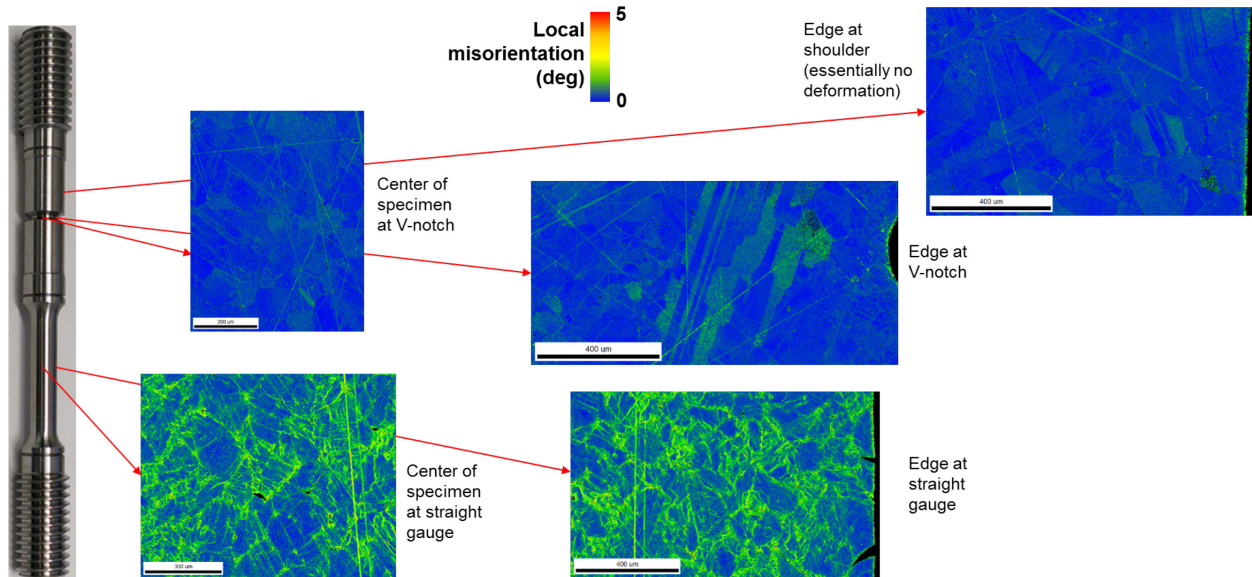 Local
misorientation
(deg)
5
0
Edge at
shoulder
(essentially no
deformation)
400 um
Center of
specimen
at V-notch
200 um
Edge at
V-notch
400 um
Center of
specimen
at straight
gauge
300 um
Edge at
straight
gauge
400 um